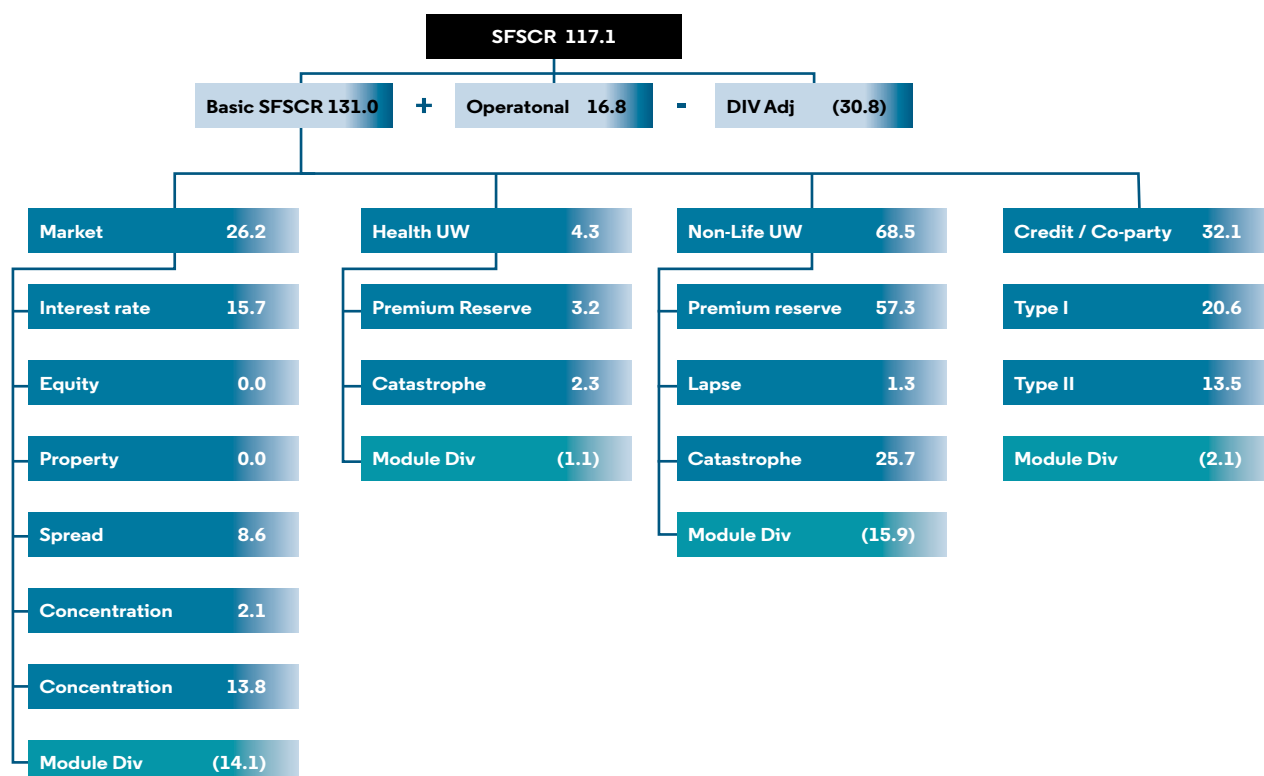 SFSCR 117.1
Basic SFSCR 131.0 + Operatonal 16.8 - DIV Adj (30.8)
Market 26.2
Interest rate 15.7
Equity 0.0
Property 0.0
Spread 8.6
Concentration 2.1
Concentration 13.8
Module Div (14.1)
Health UW 4.3
Premium Reserve 3.2
Catastrophe 2.3
Module Div (1.1)
Non-Life UW 68.5
Premium reserve 57.3
Lapse 1.3
Catastrophe 25.7
Module Div (15.9)
Credit / Co-party 32.1
Type I 20.6
Type II 13.5
Module Div (2.1)